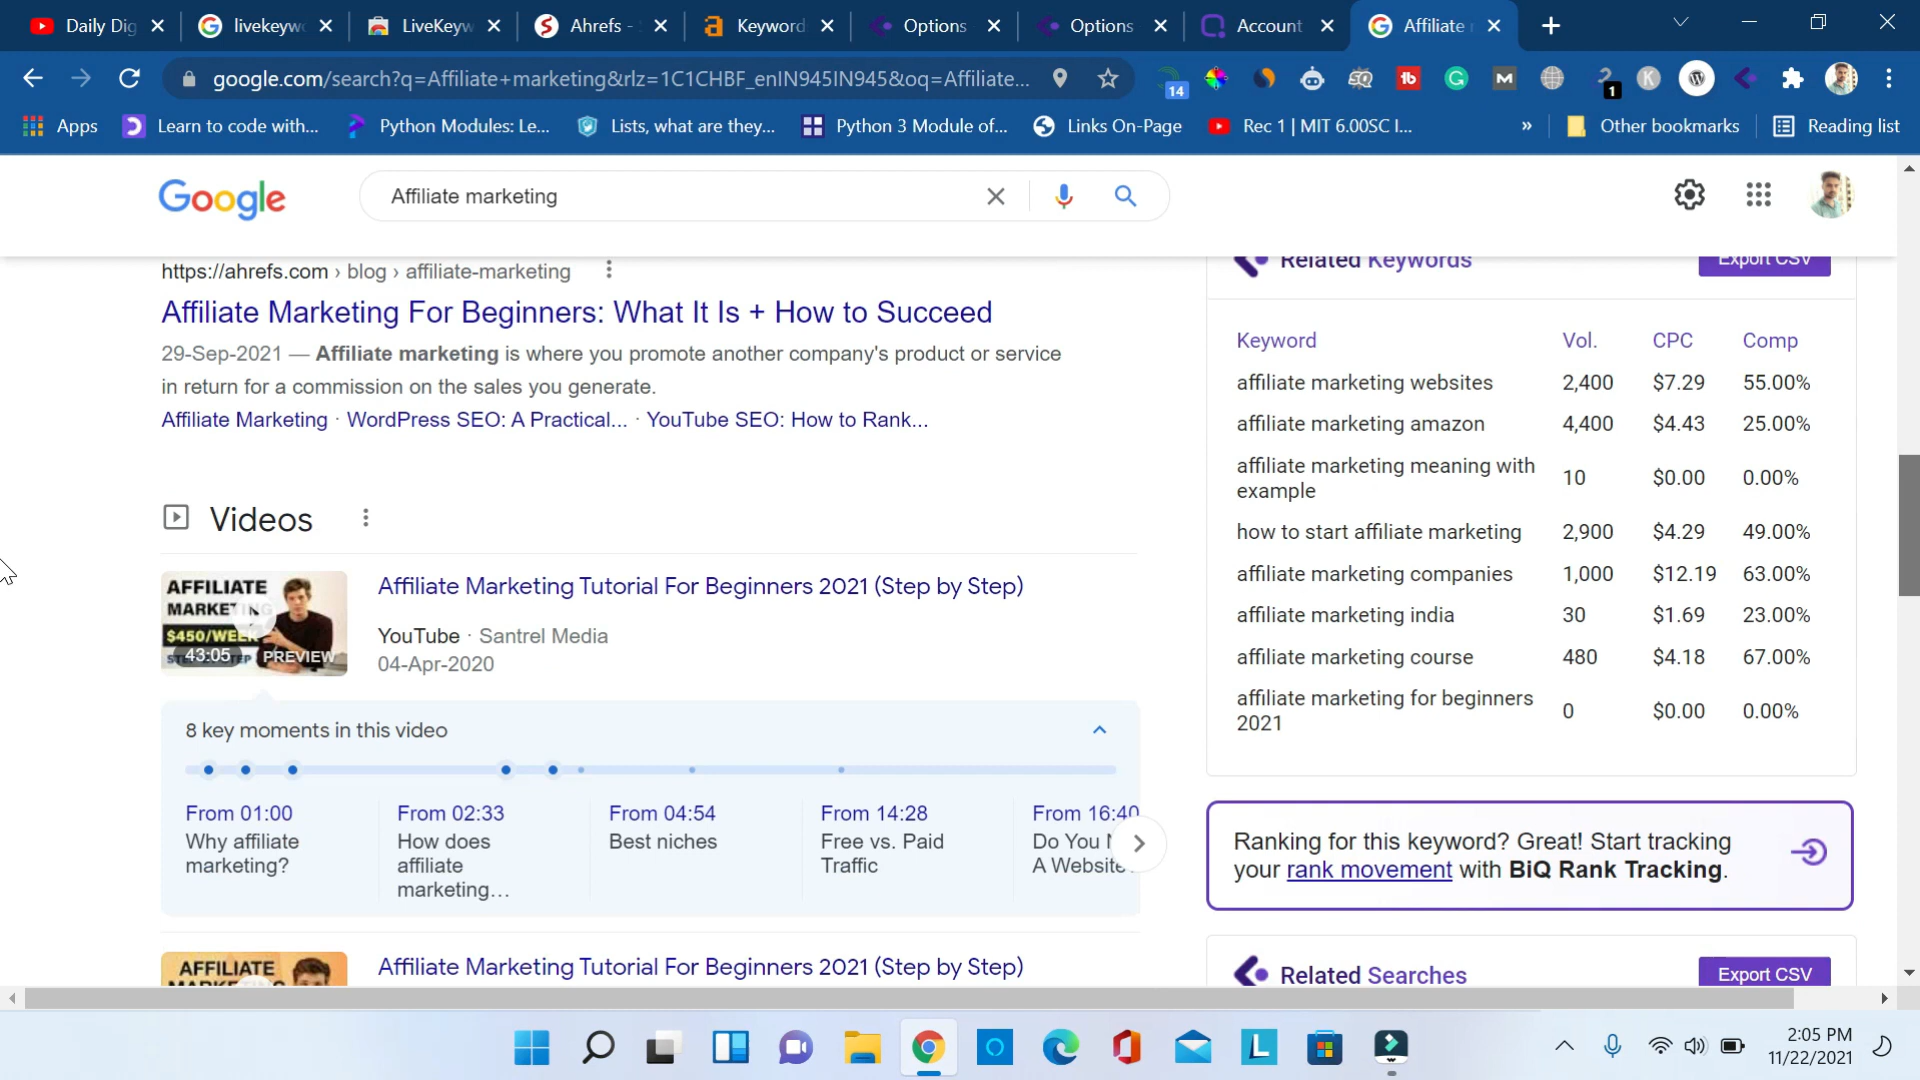 Daily Dig
livekeyw
LiveKeyw
Ahrefs -
Keyword
Options
Options
Account
Affiliate
google.com/search?q=Affiliate+marketing&rlz=1C1CHBF_enIN945IN945&oq=Affiliate...
14
1
Apps
Learn to code with...
Python Modules: Le...
Lists, what are they...
Python 3 Module of...
Links On-Page
Rec 1 | MIT 6.00SC I...
»
Other bookmarks
Reading list
Google
Affiliate marketing
https://ahrefs.com › blog › affiliate-marketing
Affiliate Marketing For Beginners: What It Is + How to Succeed
29-Sep-2021 — Affiliate marketing is where you promote another company's product or service
in return for a commission on the sales you generate.
Affiliate Marketing · WordPress SEO: A Practical... · YouTube SEO: How to Rank...
Videos
AFFILIATE
MARKETING
$450/WEEK
43:05
PREVIEW
Affiliate Marketing Tutorial For Beginners 2021 (Step by Step)
YouTube · Santrel Media
04-Apr-2020
8 key moments in this video
From 01:00
Why affiliate
marketing?
From 02:33
How does
affiliate
marketing...
From 04:54
Best niches
From 14:28
Free vs. Paid
Traffic
From 16:40
Do You
A Website
AFFILIATE
Affiliate Marketing Tutorial For Beginners 2021 (Step by Step)
Related Keywords
Export CSV
Keyword Vol. CPC Comp
affiliate marketing websites 2,400 $7.29 55.00%
affiliate marketing amazon 4,400 $4.43 25.00%
affiliate marketing meaning with
example 10 $0.00 0.00%
how to start affiliate marketing 2,900 $4.29 49.00%
affiliate marketing companies 1,000 $12.19 63.00%
affiliate marketing india 30 $1.69 23.00%
affiliate marketing course 480 $4.18 67.00%
affiliate marketing for beginners
2021 0 $0.00 0.00%
Ranking for this keyword? Great! Start tracking
your rank movement with BiQ Rank Tracking.
Related Searches
Export CSV
2:05 PM
11/22/2021